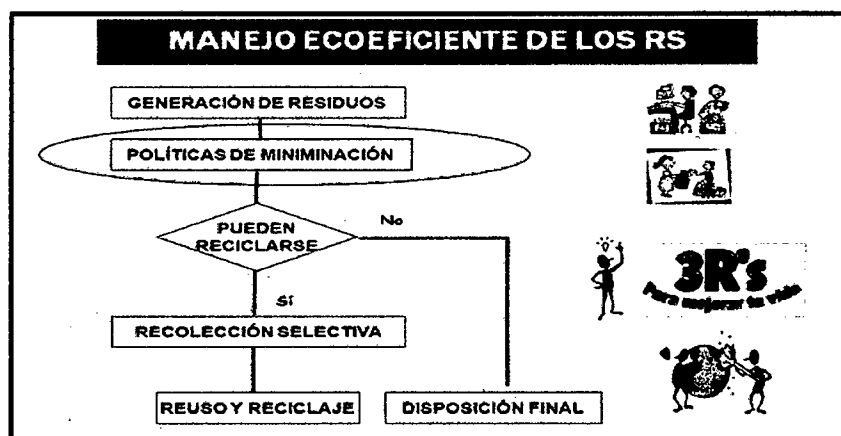 MANEJO ECOEFICIENTE DE LOS RS
GENERACIÓN DE RESIDUOS
POLÍTICAS DE MINIMINACIÓN
PUEDEN
RECICLARSE
No
Sí
RECOLECCIÓN SELECTIVA
REUSO Y RECICLAJE
DISPOSICIÓN FINAL
3R's
Para mejorar tu vida